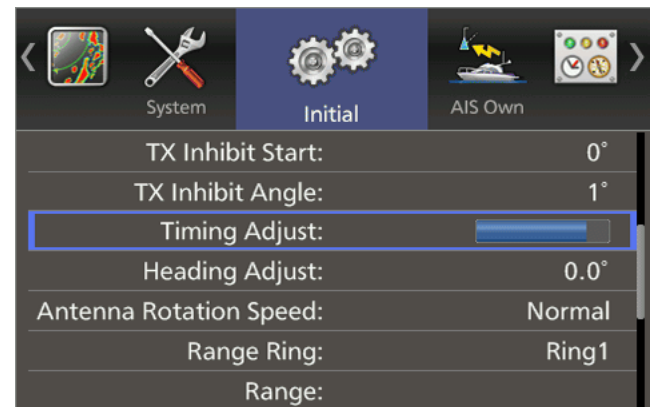 System
Initial
AIS Own
TX Inhibit Start: 0°
TX Inhibit Angle: 1°
Timing Adjust:
Heading Adjust: 0.0°
Antenna Rotation Speed: Normal
Range Ring: Ring1
Range: